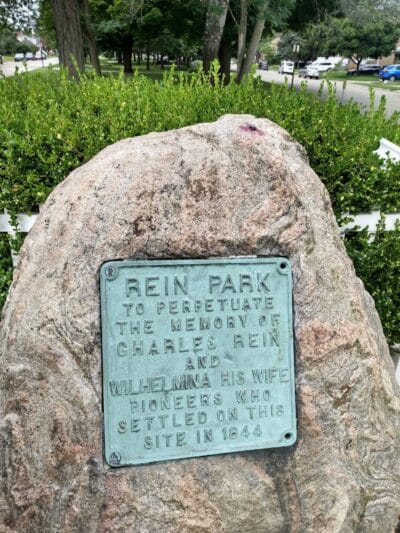 REIN PARK
TO PERPETUATE
THE MEMORY OF
CHARLES REIN
AND
WILHELMINA HIS WIFE
PIONEERS WHO
SETTLED ON THIS
SITE IN 1844